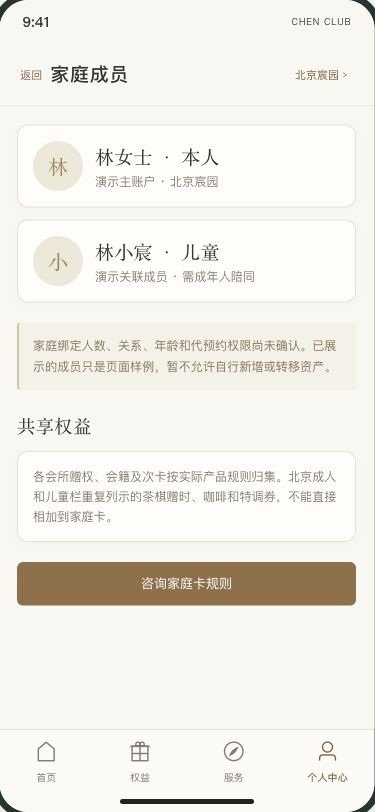 9:41
CHEN CLUB
返回 家庭成员
北京宸园 ›
林
林女士 · 本人
演示主账户 · 北京宸园
小
林小宸 · 儿童
演示关联成员 · 需成年人陪同
家庭绑定人数、关系、年龄和代预约权限尚未确认。已展
示的成员只是页面样例，暂不允许自行新增或转移资产。
共享权益
各会所赠权、会籍及次卡按实际产品规则归集。北京成人
和儿童栏重复列示的茶棋赠时、咖啡和特调券，不能直接
相加到家庭卡。
咨询家庭卡规则
首页
权益
服务
个人中心